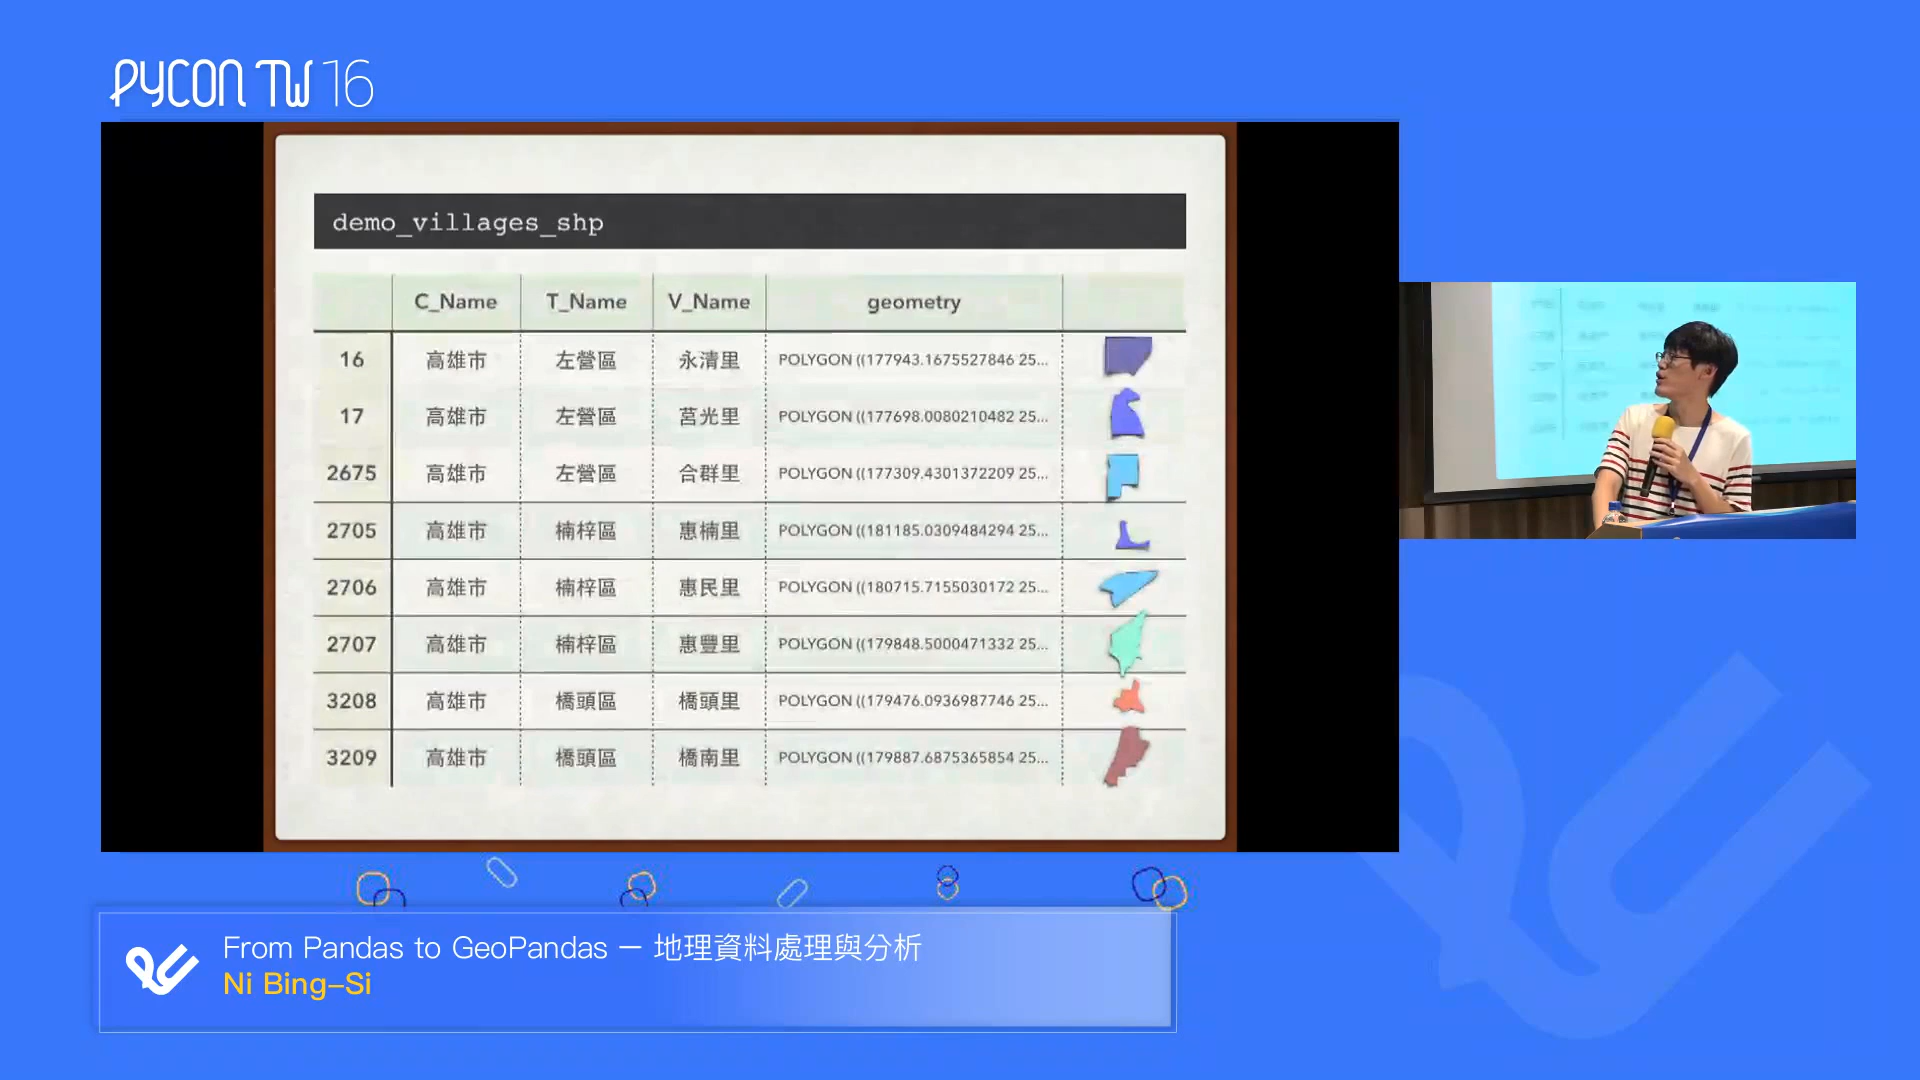 PYCON TW 16
demo_villages_shp
C_Name T_Name V_Name geometry
16 高雄市 左營區 永清里 POLYGON ((177943.1675527846 25...
17 高雄市 左營區 莒光里 POLYGON ((177698.0080210482 25...
2675 高雄市 左營區 合群里 POLYGON ((177309.4301372209 25...
2705 高雄市 楠梓區 惠楠里 POLYGON ((181185.0309484294 25...
2706 高雄市 楠梓區 惠民里 POLYGON ((180715.7155030172 25...
2707 高雄市 楠梓區 惠豐里 POLYGON ((179848.5000471332 25...
3208 高雄市 橋頭區 橋頭里 POLYGON ((179476.0936987746 25...
3209 高雄市 橋頭區 橋南里 POLYGON ((179887.6875365854 25...
From Pandas to GeoPandas — 地理資料處理與分析
Ni Bing-Si